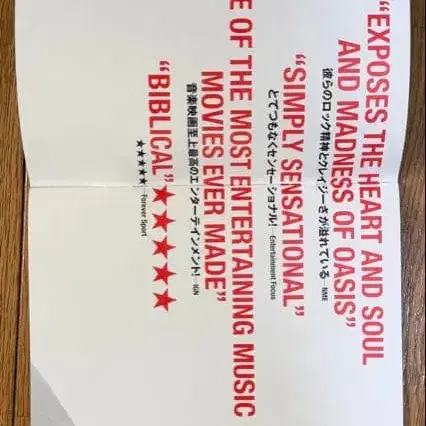 “EXPOSES THE HEART AND SOUL
AND MADNESS OF OASIS”
彼らのロック精神とクレイジーさが溢れている —NME
“SIMPLY SENSATIONAL”
とてつもなくセンセーショナル! —Entertainment Focus
E OF THE MOST ENTERTAINING MUSIC
MOVIES EVER MADE”
音楽映画至上最高のエンターテインメント! —IGN
“BIBLICAL”★★★★★
★★★★★ —Forever Sport